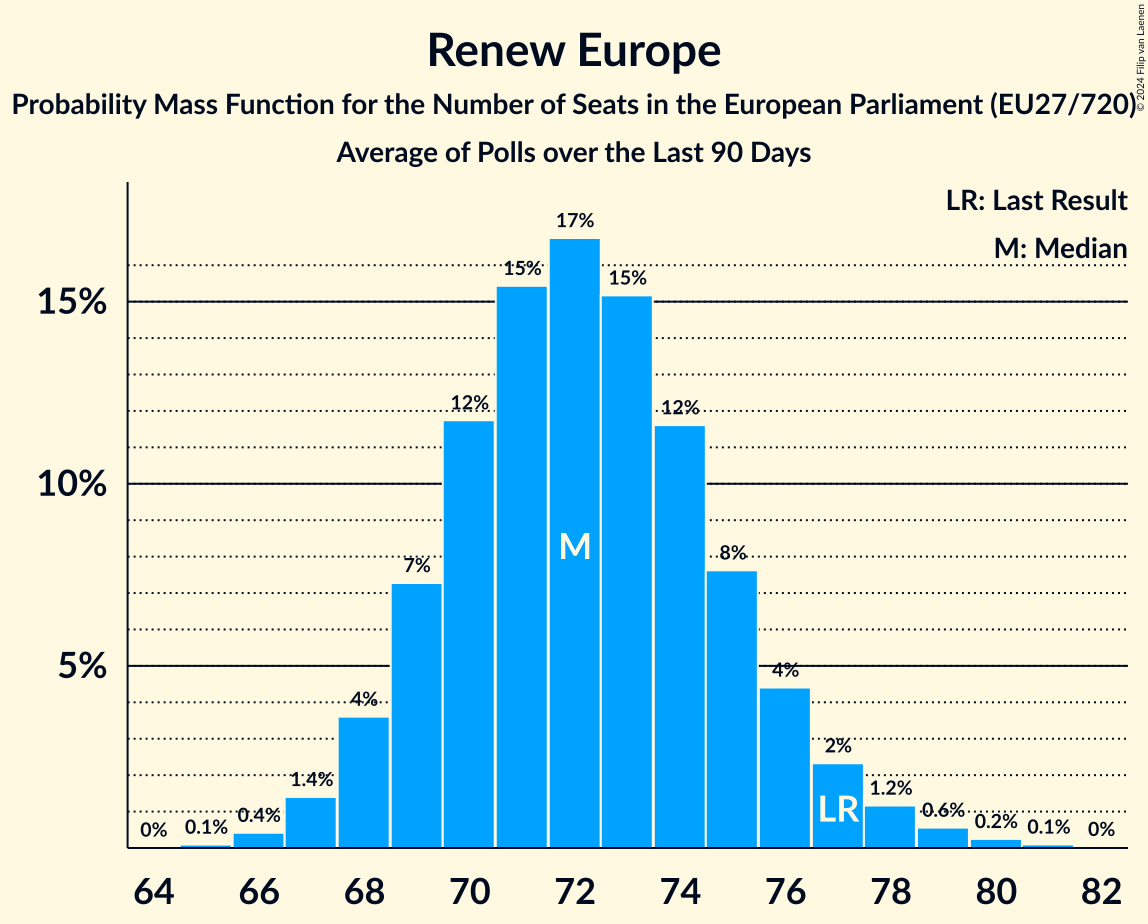 Renew Europe
Probability Mass Function for the Number of Seats in the European Parliament (EU27/720)
Average of Polls over the Last 90 Days
© 2024 Filip van Laenen
LR: Last Result
M: Median
15%
10%
5%
0%
0.1%
0.4%
1.4%
4%
7%
12%
15%
17%
15%
12%
8%
4%
2%
1.2%
0.6%
0.2%
0.1%
0%
M
LR
64 66 68 70 72 74 76 78 80 82